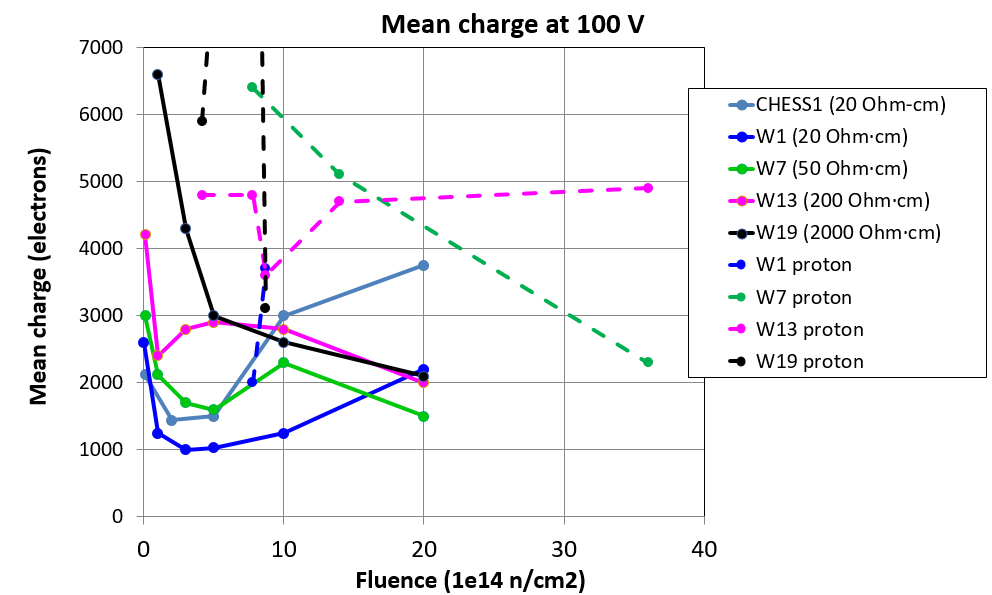 Mean charge at 100 V
Mean charge (electrons)
7000
6000
5000
4000
3000
2000
1000
0
0 10 20 30 40
Fluence (1e14 n/cm2)
CHESS1 (20 Ohm-cm)
W1 (20 Ohm·cm)
W7 (50 Ohm·cm)
W13 (200 Ohm·cm)
W19 (2000 Ohm·cm)
W1 proton
W7 proton
W13 proton
W19 proton